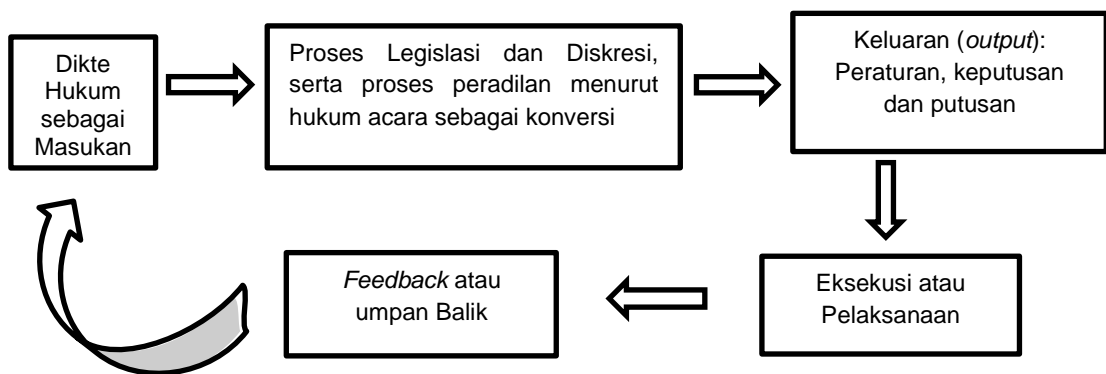 Dikte
Hukum
sebagai
Masukan
Proses Legislasi dan Diskresi,
serta proses peradilan menurut
hukum acara sebagai konversi
Keluaran (output):
Peraturan, keputusan
dan putusan
Eksekusi atau
Pelaksanaan
Feedback atau
umpan Balik